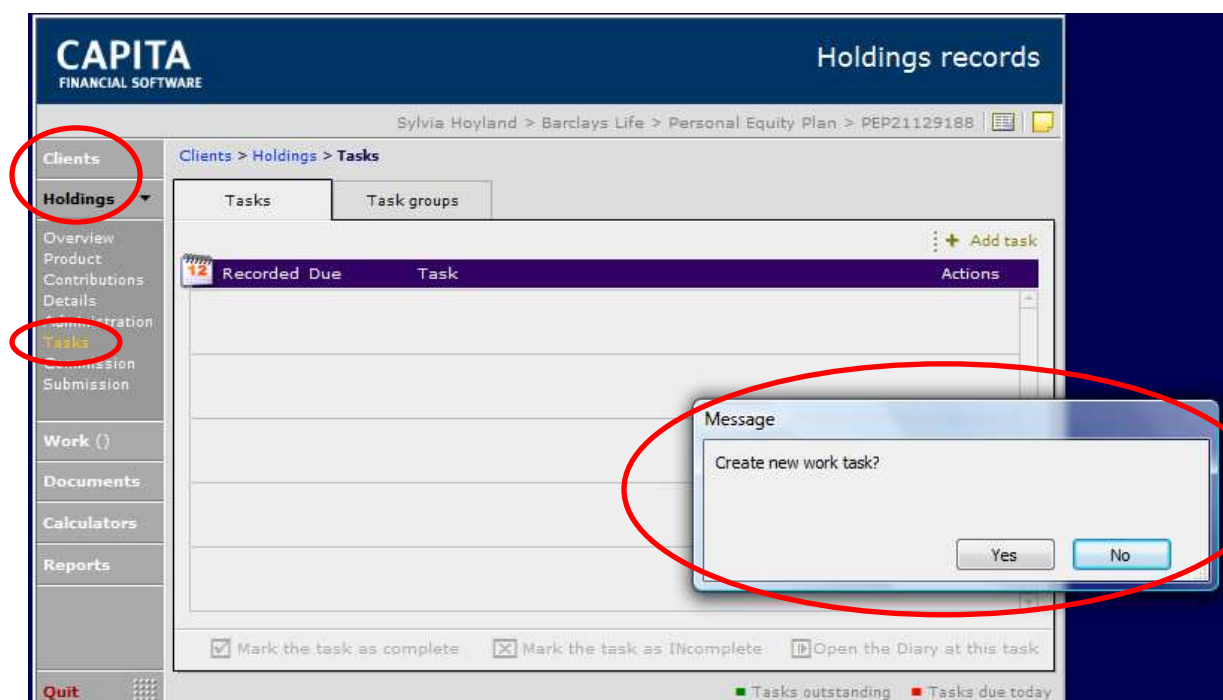 CAPITA
FINANCIAL SOFTWARE
Holdings records
Sylvia Hoyland > Barclays Life > Personal Equity Plan > PEP21129188
Clients
Clients > Holdings > Tasks
Holdings
Tasks
Task groups
Overview
Product
Contributions
Details
Administration
Tasks
Commission
Submission
+ Add task
12
Recorded Due Task Actions
Message
Create new work task?
Yes No
Work ()
Documents
Calculators
Reports
Mark the task as complete
Mark the task as INcomplete
Open the Diary at this task
Quit
Tasks outstanding
Tasks due today